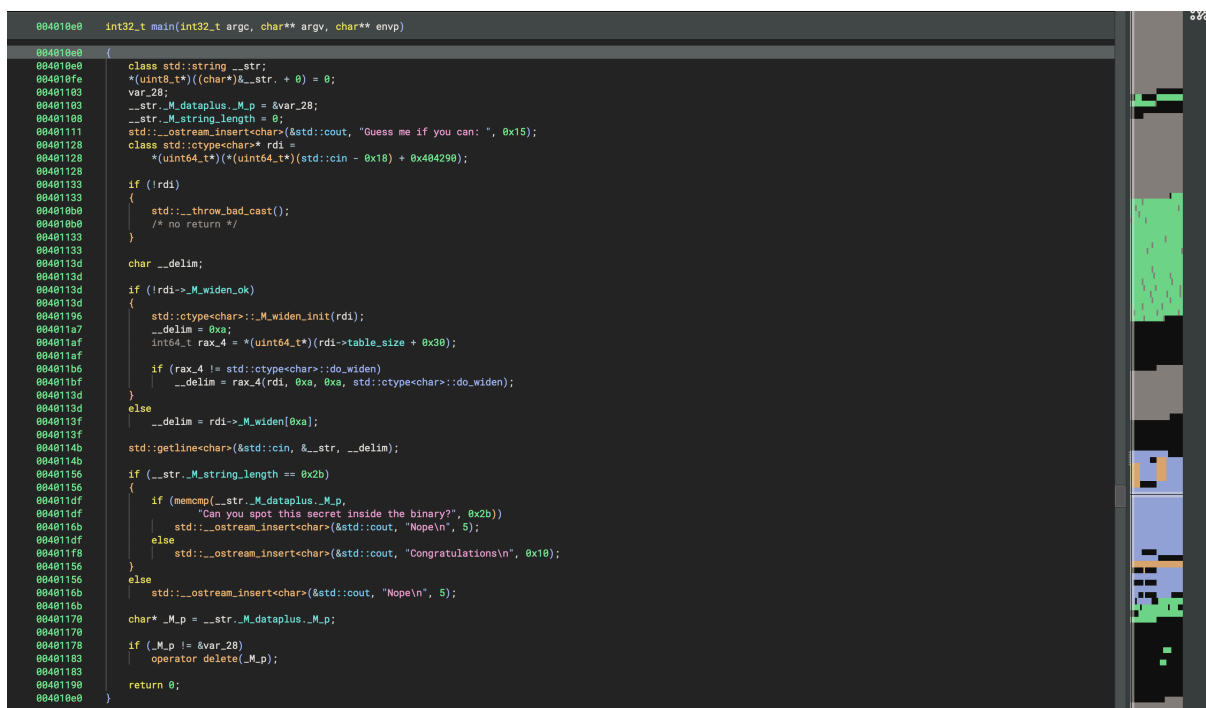 004010e0 int32_t main(int32_t argc, char** argv, char** envp)
004010e0 {
004010e0 class std::string __str;
004010fe *(uint8_t*)((char*)&__str. + 0) = 0;
00401103 var_28;
00401103 __str._M_dataplus._M_p = &var_28;
00401108 __str._M_string_length = 0;
00401111 std::__ostream_insert<char>(&std::cout, "Guess me if you can: ", 0x15);
00401128 class std::ctype<char>* rdi =
00401128 *(uint64_t*)(*(uint64_t*)(std::cin - 0x18) + 0x404290);
00401128
00401133 if (!rdi)
00401133 {
004010b0 std::__throw_bad_cast();
004010b0 /* no return */
00401133 }
00401133
0040113d char __delim;
0040113d
0040113d if (!rdi->_M_widen_ok)
0040113d {
00401196 std::ctype<char>::_M_widen_init(rdi);
004011a7 __delim = 0xa;
004011af int64_t rax_4 = *(uint64_t*)(rdi->table_size + 0x30);
004011af
004011b6 if (rax_4 != std::ctype<char>::do_widen)
004011bf __delim = rax_4(rdi, 0xa, 0xa, std::ctype<char>::do_widen);
0040113d }
0040113d else
0040113f __delim = rdi->_M_widen[0xa];
0040113f
0040114b std::getline<char>(&std::cin, &__str, __delim);
0040114b
00401156 if (__str._M_string_length == 0x2b)
00401156 {
004011df if (memcmp(__str._M_dataplus._M_p,
004011df "Can you spot this secret inside the binary?", 0x2b))
0040116b std::__ostream_insert<char>(&std::cout, "Nope\n", 5);
004011df else
004011f8 std::__ostream_insert<char>(&std::cout, "Congratulations\n", 0x10);
00401156 }
00401156 else
0040116b std::__ostream_insert<char>(&std::cout, "Nope\n", 5);
0040116b
00401170 char* _M_p = __str._M_dataplus._M_p;
00401170
00401178 if (_M_p != &var_28)
00401183 operator delete(_M_p);
00401183
00401190 return 0;
004010e0 }